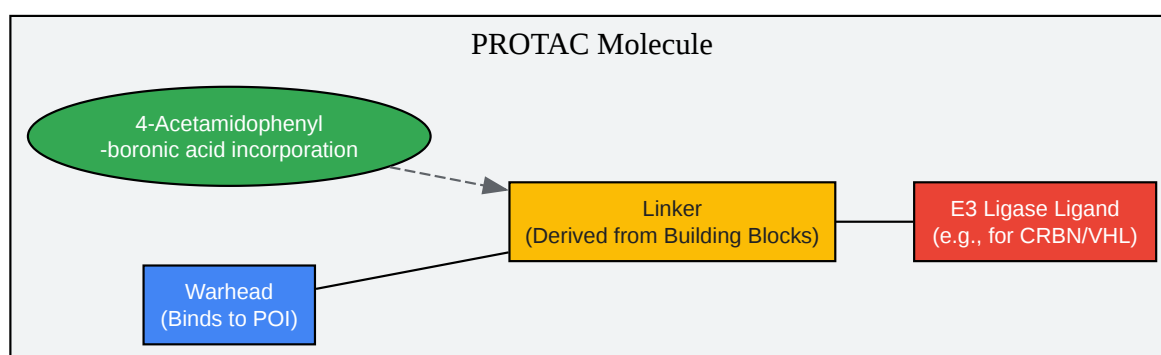 PROTAC Molecule
4-Acetamidophenyl
-boronic acid incorporation
Linker
(Derived from Building Blocks)
E3 Ligase Ligand
(e.g., for CRBN/VHL)
Warhead
(Binds to POI)